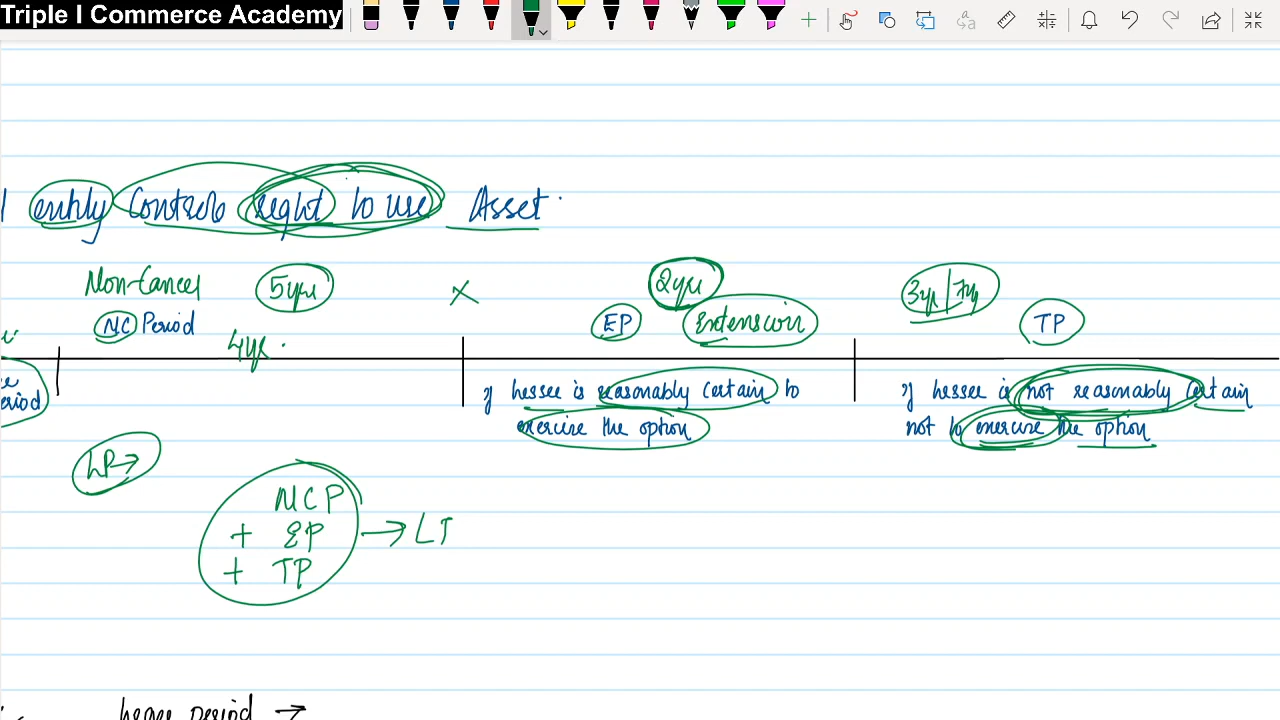 Triple I Commerce Academy
entity Controls right to use Asset
Non-Cancel 5yrs × 2yrs 3yr|7yr
NC Period EP Extension TP
4yr
eriod
if Lessee is reasonably certain to
exercise the option
if Lessee is not reasonably certain
not to exercise the option
LP→
NCP
+ EP → LT
+ TP
Lease period →